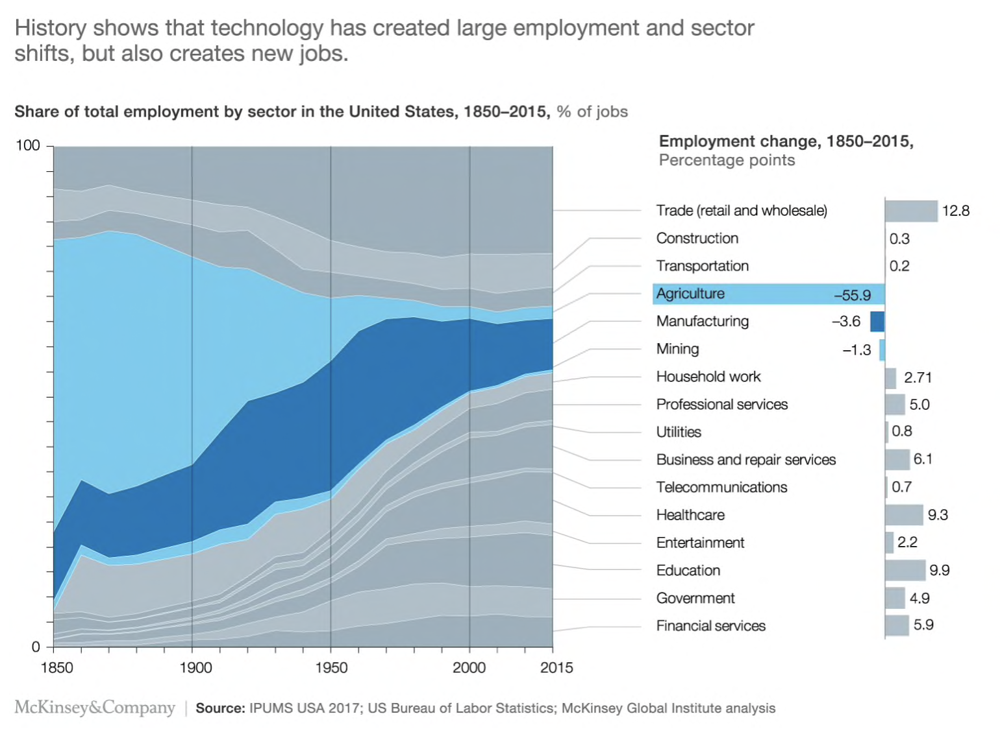 History shows that technology has created large employment and sector
shifts, but also creates new jobs.
Share of total employment by sector in the United States, 1850–2015, % of jobs
100
0
1850
1900
1950
2000
2015
Employment change, 1850–2015,
Percentage points
Trade (retail and wholesale) 12.8
Construction 0.3
Transportation 0.2
Agriculture –55.9
Manufacturing –3.6
Mining –1.3
Household work 2.71
Professional services 5.0
Utilities 0.8
Business and repair services 6.1
Telecommunications 0.7
Healthcare 9.3
Entertainment 2.2
Education 9.9
Government 4.9
Financial services 5.9
McKinsey&Company | Source: IPUMS USA 2017; US Bureau of Labor Statistics; McKinsey Global Institute analysis